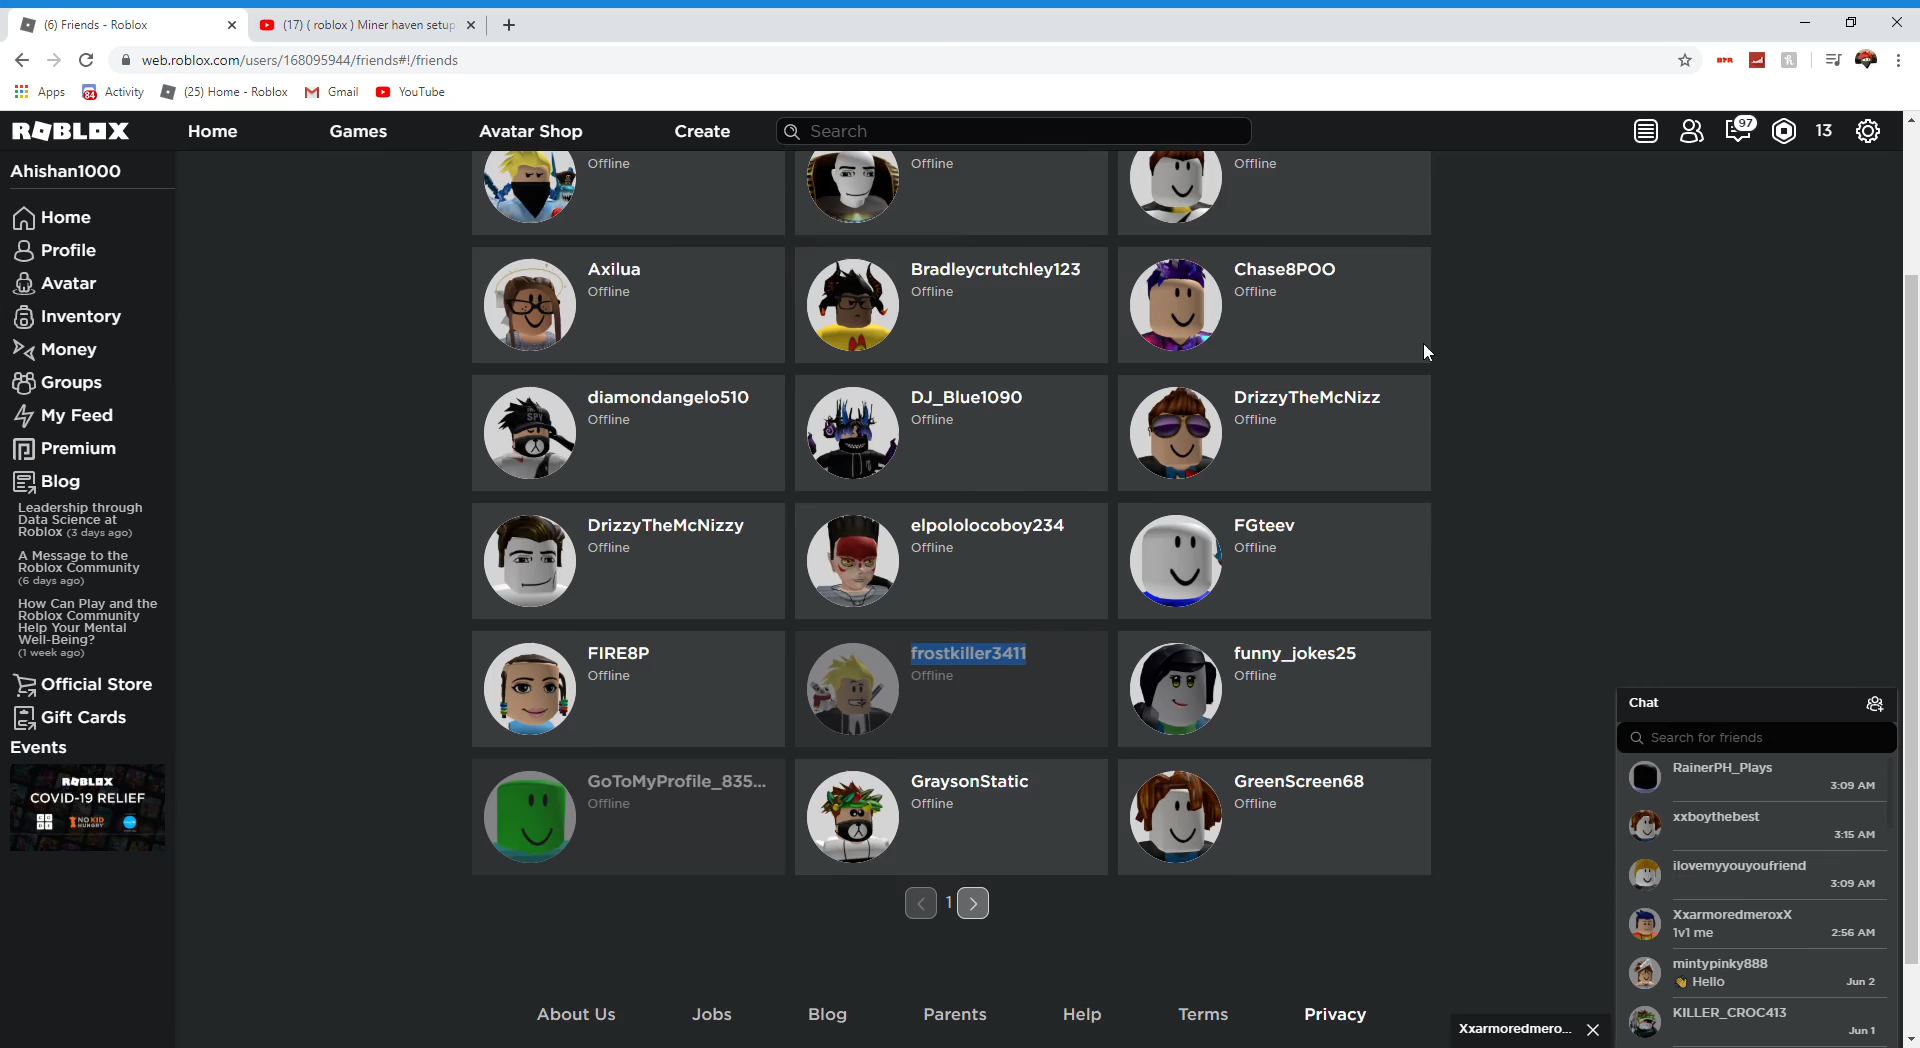 (6) Friends - Roblox
(17) ( roblox ) Miner haven setup
web.roblox.com/users/168095944/friends#!/friends
Apps
84
Activity
(25) Home - Roblox
Gmail
YouTube
ROBLOX
Home
Games
Avatar Shop
Create
Search
97
13
Ahishan1000
Home
Profile
Avatar
Inventory
Money
Groups
My Feed
Premium
Blog
Leadership through
Data Science at
Roblox (3 days ago)
A Message to the
Roblox Community
(6 days ago)
How Can Play and the
Roblox Community
Help Your Mental
Well-Being?
(1 week ago)
Official Store
Gift Cards
Events
ROBLOX
COVID-19 RELIEF
NO KID
HUNGRY
Offline
Offline
Offline
Axilua
Offline
Bradleycrutchley123
Offline
Chase8POO
Offline
diamondangelo510
Offline
DJ_Blue1090
Offline
DrizzyTheMcNizz
Offline
DrizzyTheMcNizzy
Offline
elpololocoboy234
Offline
FGteev
Offline
FIRE8P
Offline
frostkiller3411
Offline
funny_jokes25
Offline
GoToMyProfile_835...
Offline
GraysonStatic
Offline
GreenScreen68
Offline
1
About Us
Jobs
Blog
Parents
Help
Terms
Privacy
Chat
Search for friends
RainerPH_Plays
3:09 AM
xxboythebest
3:15 AM
ilovemyyouyoufriend
3:09 AM
XxarmoredmeroxX
1v1 me
2:56 AM
mintypinky888
👋 Hello
Jun 2
KILLER_CROC413
Jun 1
Xxarmoredmero...